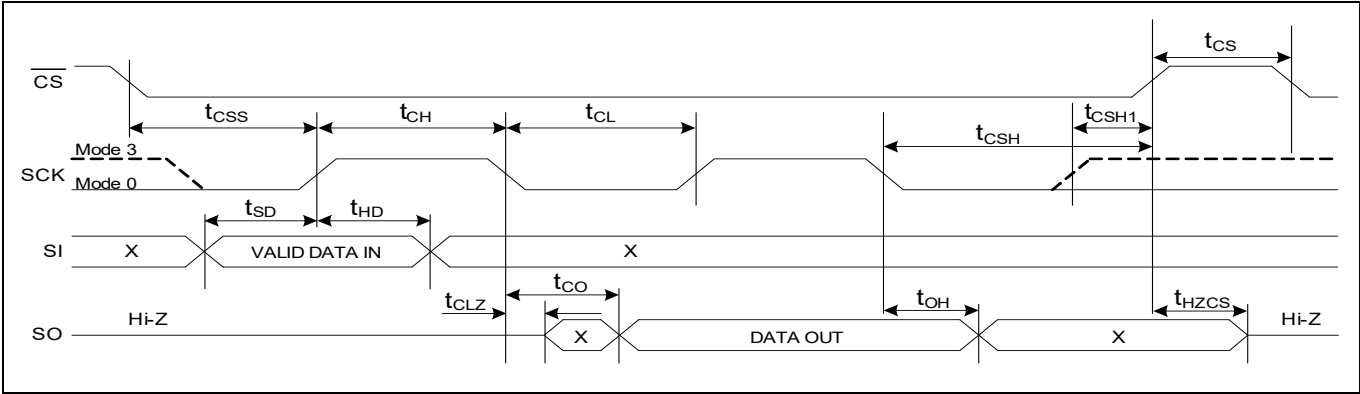 tCS
CS
tCSS
tCH
tCL
tCSH1
tCSH
Mode 3
SCK
Mode 0
tSD
tHD
SI
X
VALID DATA IN
X
tCO
tCLZ
tOH
tHZCS
SO
Hi-Z
X
DATA OUT
X
Hi-Z